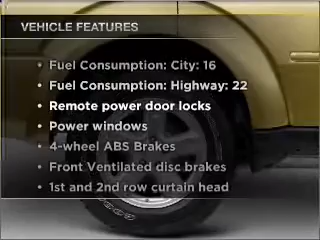 VEHICLE FEATURES
• Fuel Consumption: City: 16
• Fuel Consumption: Highway: 22
• Remote power door locks
• Power windows
• 4-wheel ABS Brakes
• Front Ventilated disc brakes
• 1st and 2nd row curtain head